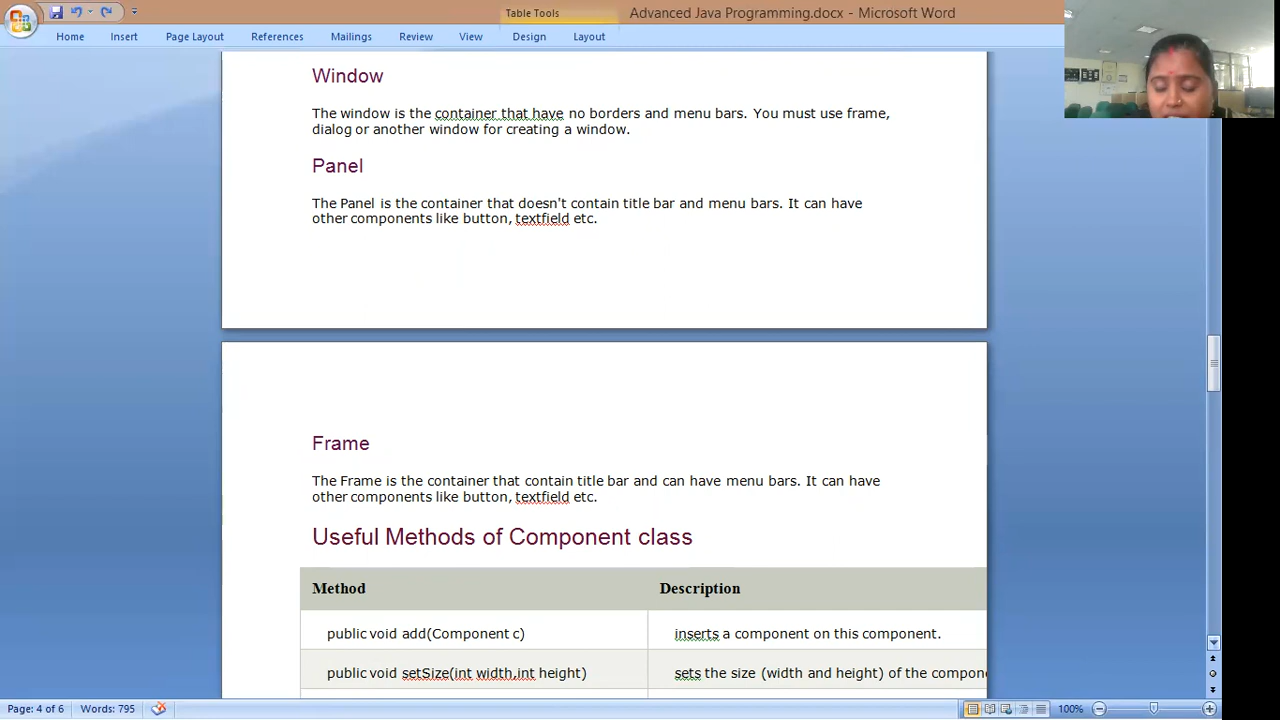 Table Tools
Advanced Java Programming.docx - Microsoft Word
Home Insert Page Layout References Mailings Review View Design Layout
Window
The window is the container that have no borders and menu bars. You must use frame,
dialog or another window for creating a window.
Panel
The Panel is the container that doesn't contain title bar and menu bars. It can have
other components like button, textfield etc.
Frame
The Frame is the container that contain title bar and can have menu bars. It can have
other components like button, textfield etc.
Useful Methods of Component class
Method Description
public void add(Component c) inserts a component on this component.
public void setSize(int width,int height) sets the size (width and height) of the compone
Page: 4 of 6 Words: 795 100%